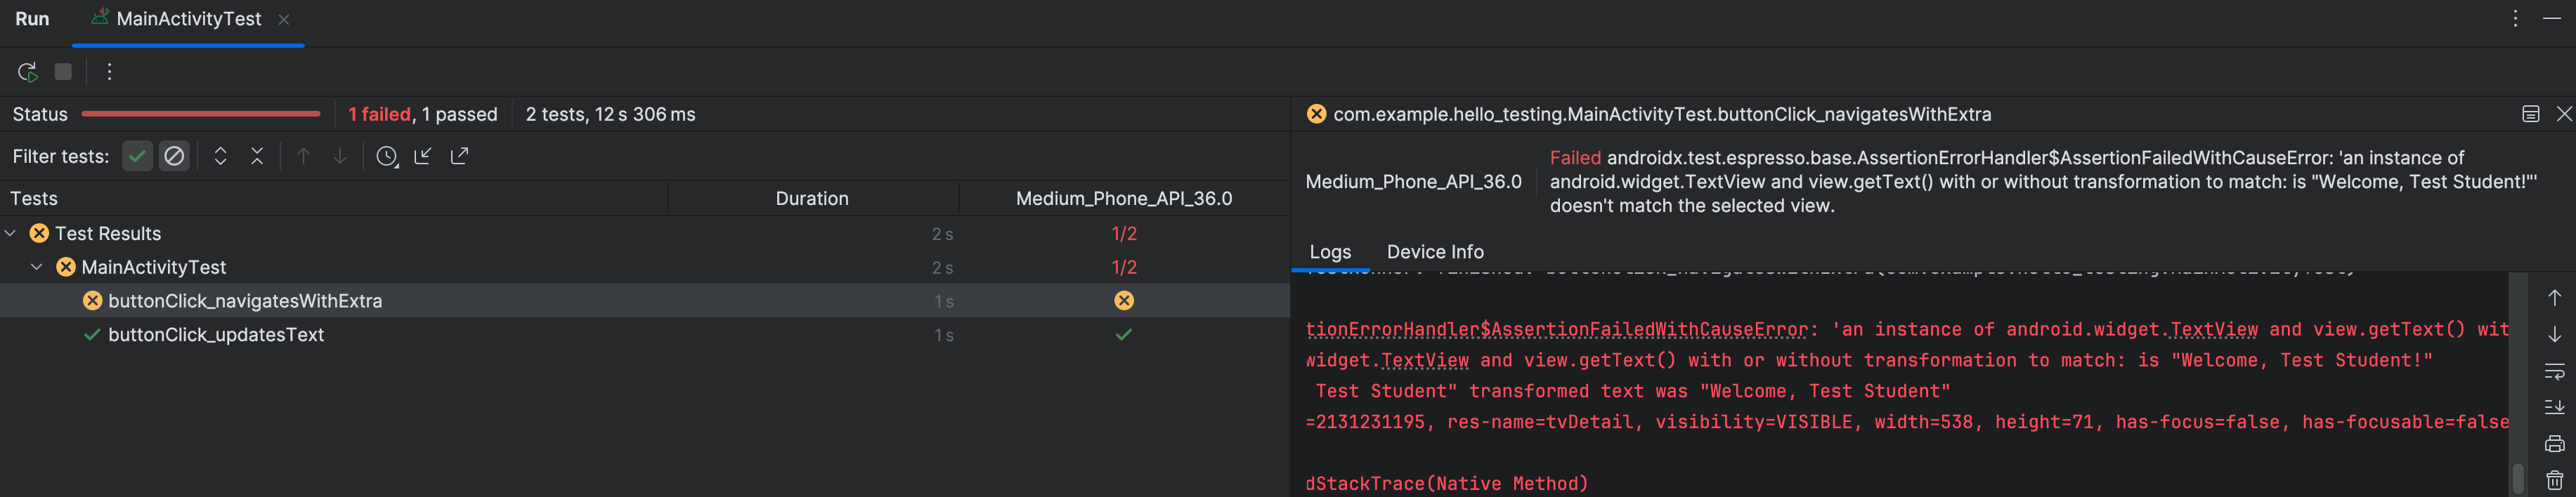 Run MainActivityTest
Status 1 failed, 1 passed 2 tests, 12 s 306 ms
Filter tests:
Tests Duration Medium_Phone_API_36.0
Test Results 2 s 1/2
MainActivityTest 2 s 1/2
buttonClick_navigatesWithExtra 1 s
buttonClick_updatesText 1 s
com.example.hello_testing.MainActivityTest.buttonClick_navigatesWithExtra
Medium_Phone_API_36.0
Failed androidx.test.espresso.base.AssertionErrorHandler$AssertionFailedWithCauseError: 'an instance of
android.widget.TextView and view.getText() with or without transformation to match: is "Welcome, Test Student!"'
doesn't match the selected view.
Logs Device Info
tionErrorHandler$AssertionFailedWithCauseError: 'an instance of android.widget.TextView and view.getText() wit
widget.TextView and view.getText() with or without transformation to match: is "Welcome, Test Student!"
Test Student" transformed text was "Welcome, Test Student"
=2131231195, res-name=tvDetail, visibility=VISIBLE, width=538, height=71, has-focus=false, has-focusable=false
dStackTrace(Native Method)